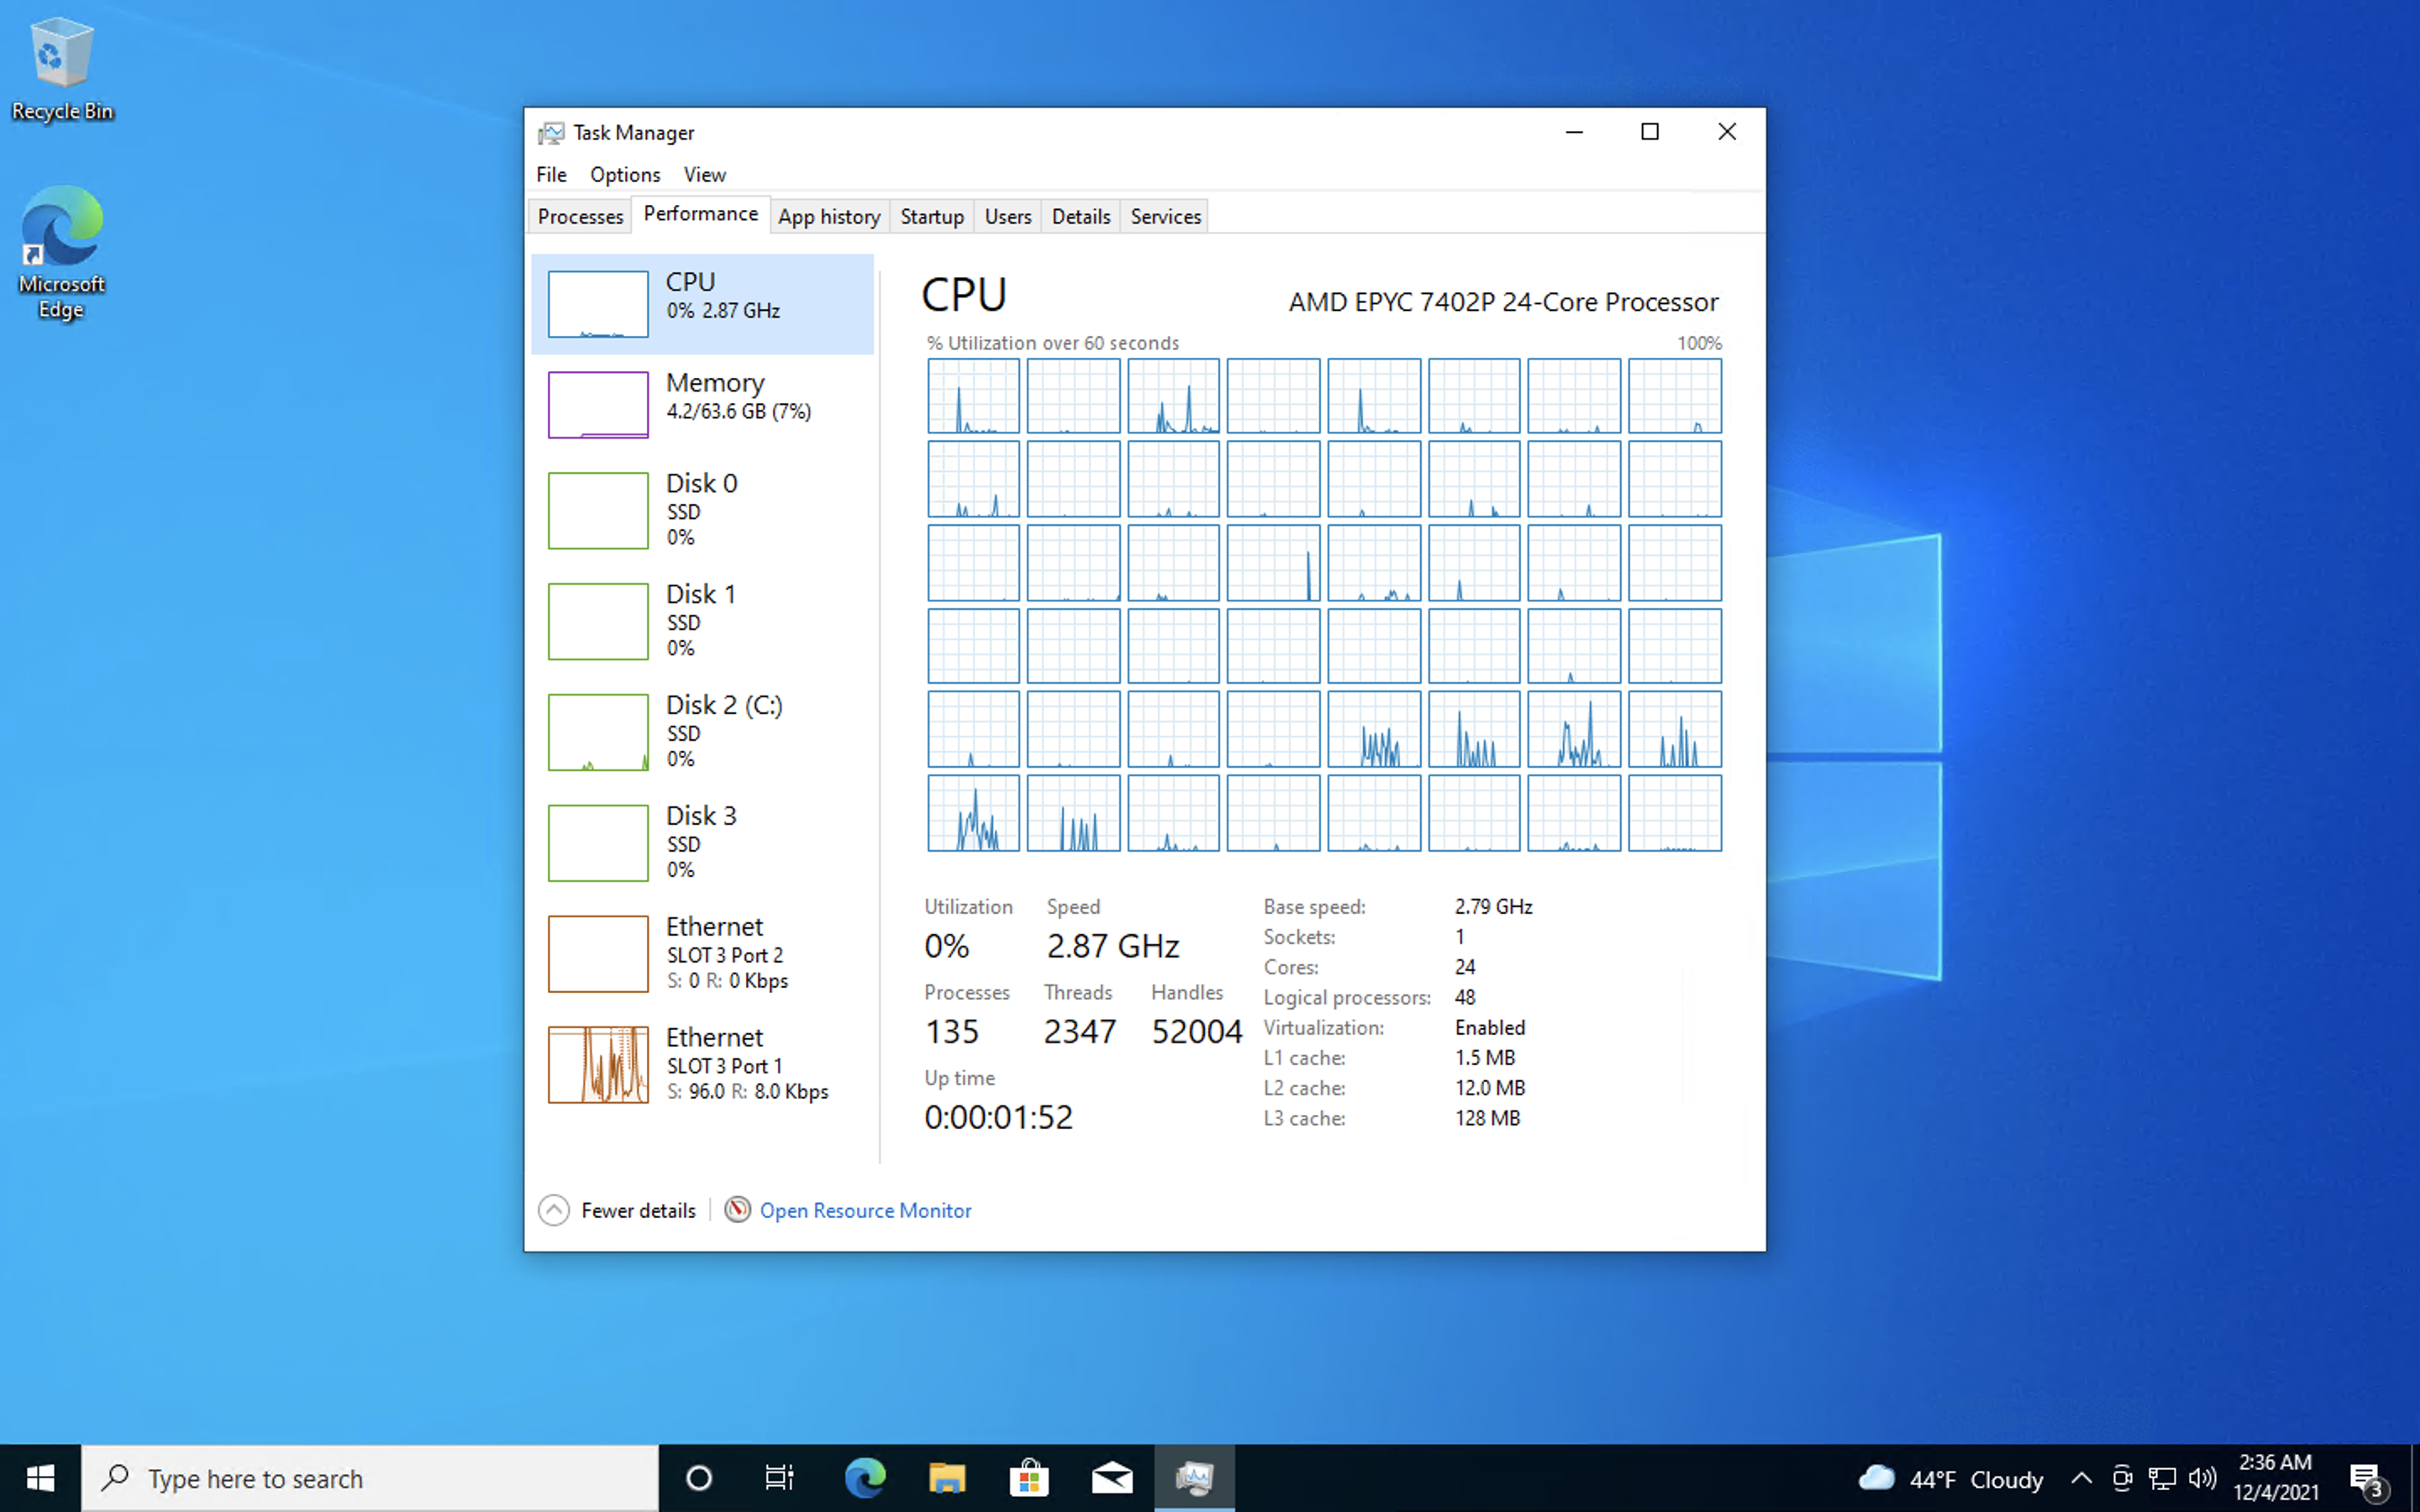 Recycle Bin
Microsoft
Edge
Task Manager
File Options View
Processes Performance App history Startup Users Details Services
CPU
0% 2.87 GHz
Memory
4.2/63.6 GB (7%)
Disk 0
SSD
0%
Disk 1
SSD
0%
Disk 2 (C:)
SSD
0%
Disk 3
SSD
0%
Ethernet
SLOT 3 Port 2
S: 0 R: 0 Kbps
Ethernet
SLOT 3 Port 1
S: 96.0 R: 8.0 Kbps
CPU AMD EPYC 7402P 24-Core Processor
% Utilization over 60 seconds 100%
Utilization Speed
0% 2.87 GHz
Processes Threads Handles
135 2347 52004
Up time
0:00:01:52
Base speed: 2.79 GHz
Sockets: 1
Cores: 24
Logical processors: 48
Virtualization: Enabled
L1 cache: 1.5 MB
L2 cache: 12.0 MB
L3 cache: 128 MB
Fewer details Open Resource Monitor
Type here to search
44°F Cloudy
2:36 AM
12/4/2021
3